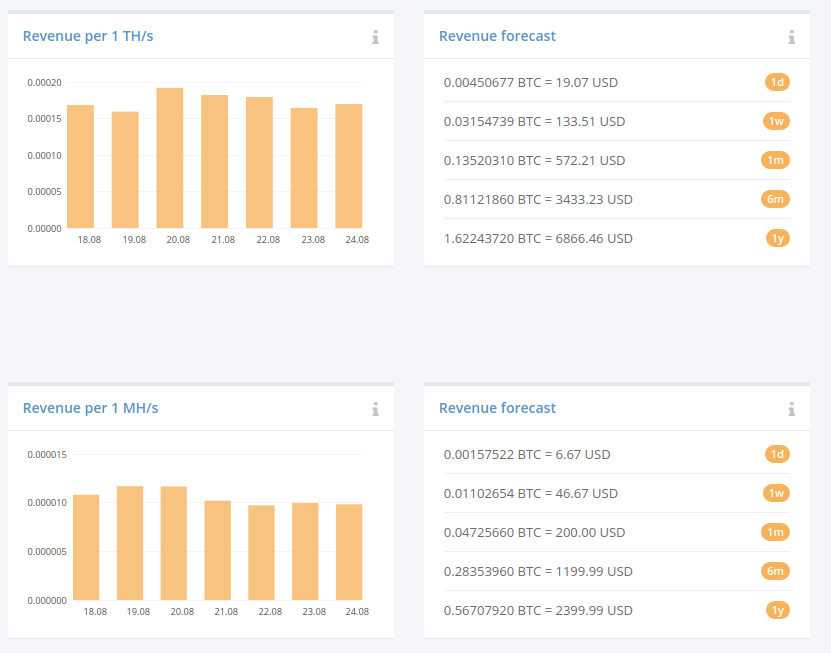 Revenue per 1 TH/s
0.00020
0.00015
0.00010
0.00005
0.00000
18.08 19.08 20.08 21.08 22.08 23.08 24.08
Revenue forecast
0.00450677 BTC = 19.07 USD 1d
0.03154739 BTC = 133.51 USD 1w
0.13520310 BTC = 572.21 USD 1m
0.81121860 BTC = 3433.23 USD 6m
1.62243720 BTC = 6866.46 USD 1y
Revenue per 1 MH/s
0.000015
0.000010
0.000005
0.000000
18.08 19.08 20.08 21.08 22.08 23.08 24.08
Revenue forecast
0.00157522 BTC = 6.67 USD 1d
0.01102654 BTC = 46.67 USD 1w
0.04725660 BTC = 200.00 USD 1m
0.28353960 BTC = 1199.99 USD 6m
0.56707920 BTC = 2399.99 USD 1y